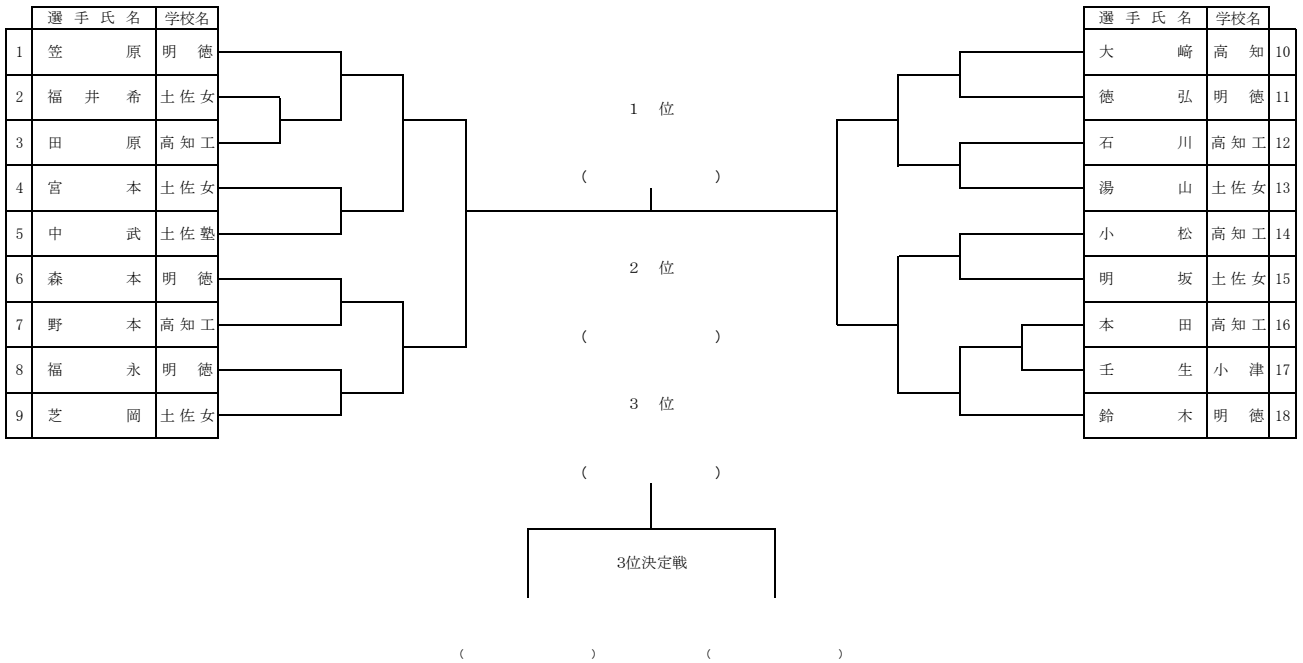 選手氏名 学校名
1 笠原 明徳
2 福井希 土佐女
3 田原 高知工
4 宮本 土佐女
5 中武 土佐塾
6 森本 明徳
7 野本 高知工
8 福永 明徳
9 芝岡 土佐女
1 位
( )
2 位
( )
3 位
( )
3位決定戦
( ) ( )
選手氏名 学校名
大﨑 高知 10
徳弘 明徳 11
石川 高知工 12
湯山 土佐女 13
小松 高知工 14
明坂 土佐女 15
本田 高知工 16
壬生 小津 17
鈴木 明徳 18